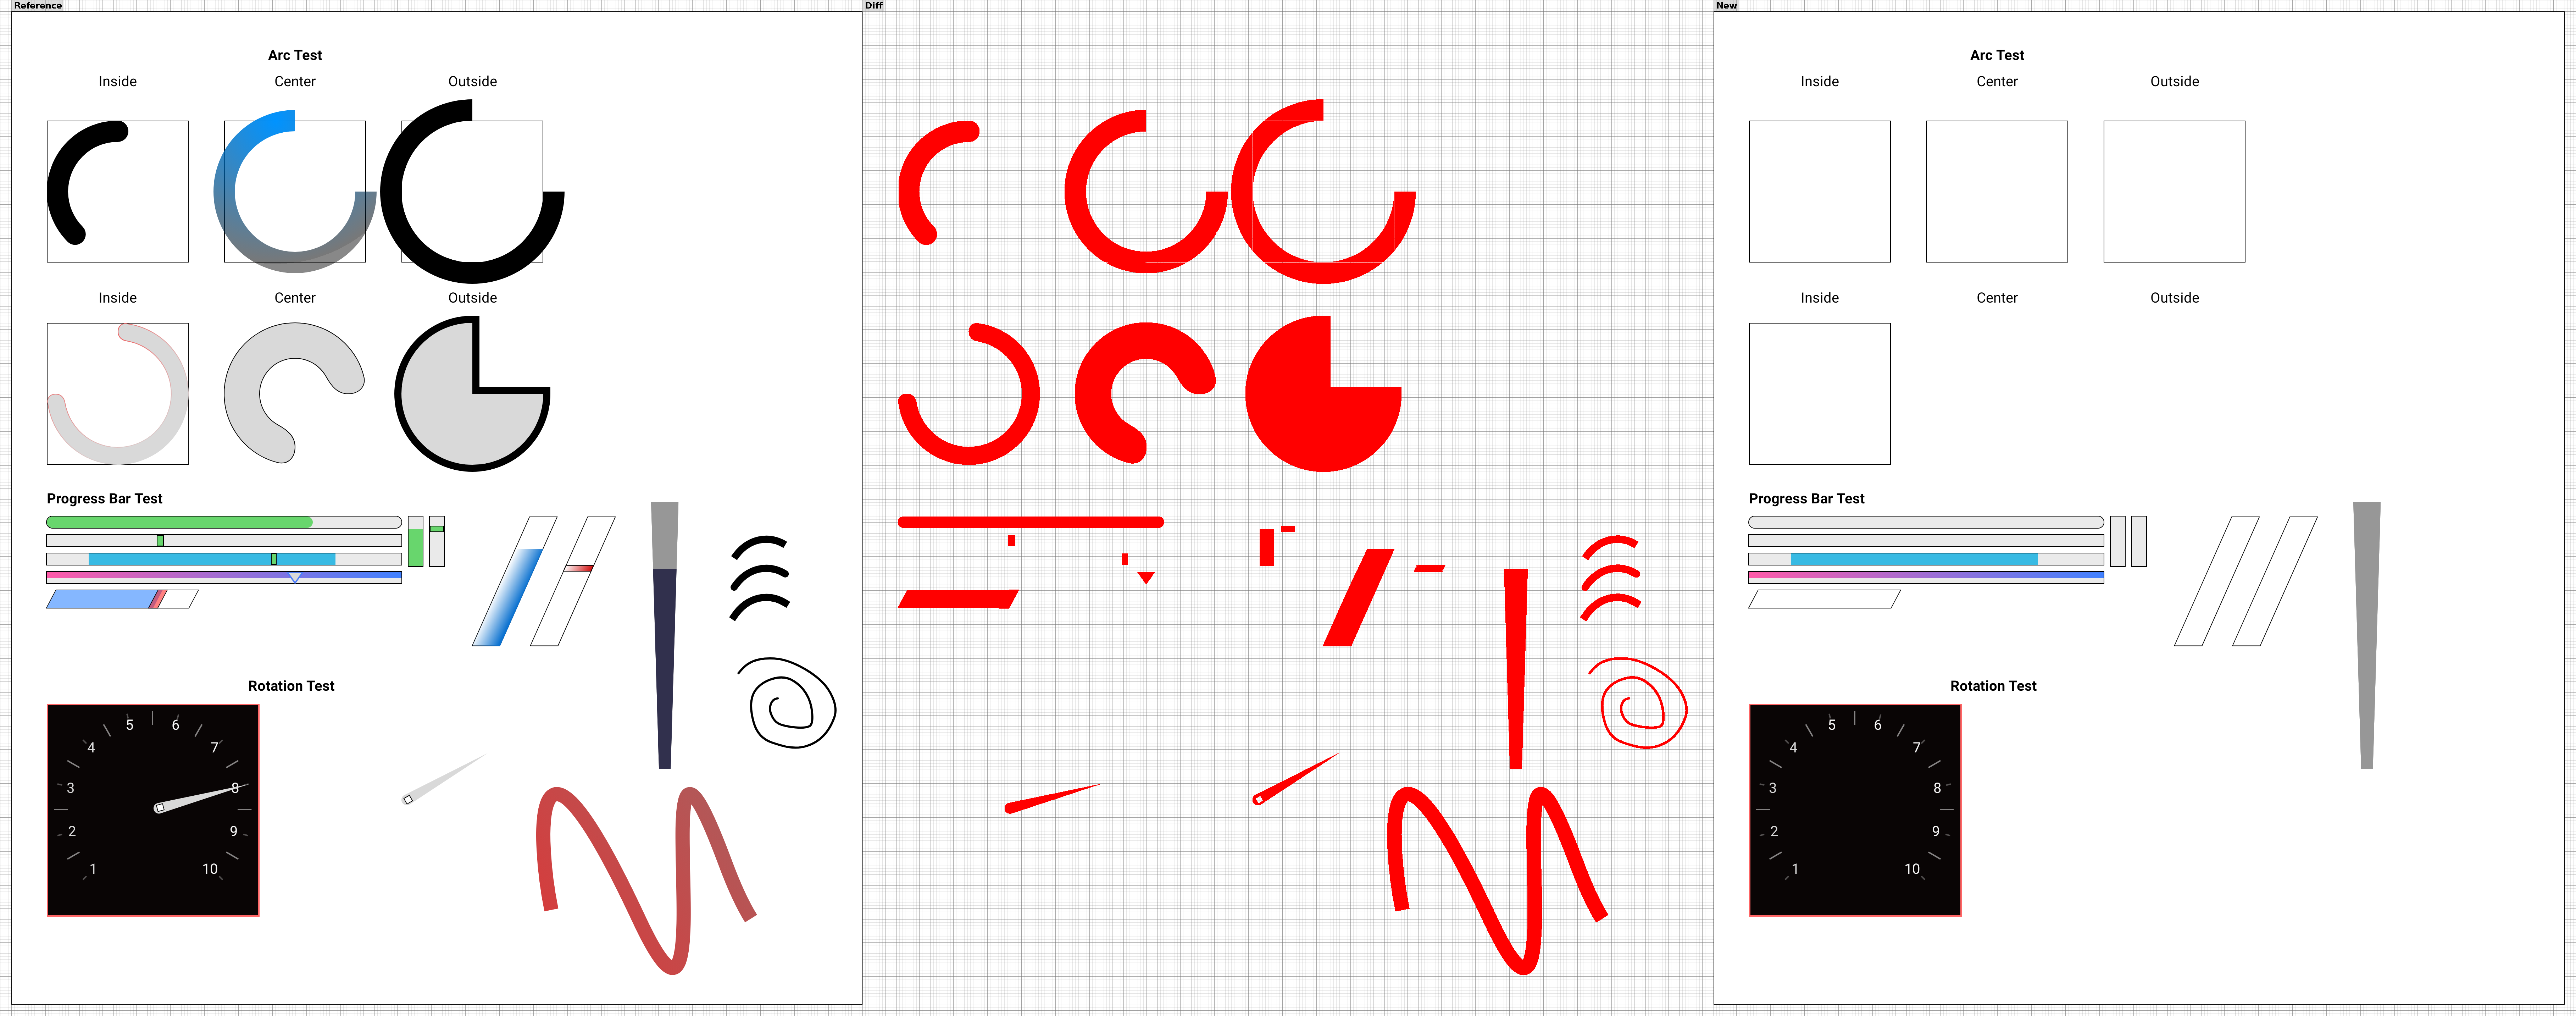 Reference
Diff
New
Arc Test
Inside Center Outside
Inside Center Outside
Progress Bar Test
Rotation Test
5 6
4 7
3 8
2 9
1 10
Arc Test
Inside Center Outside
Inside Center Outside
Progress Bar Test
Rotation Test
5 6
4 7
3 8
2 9
1 10